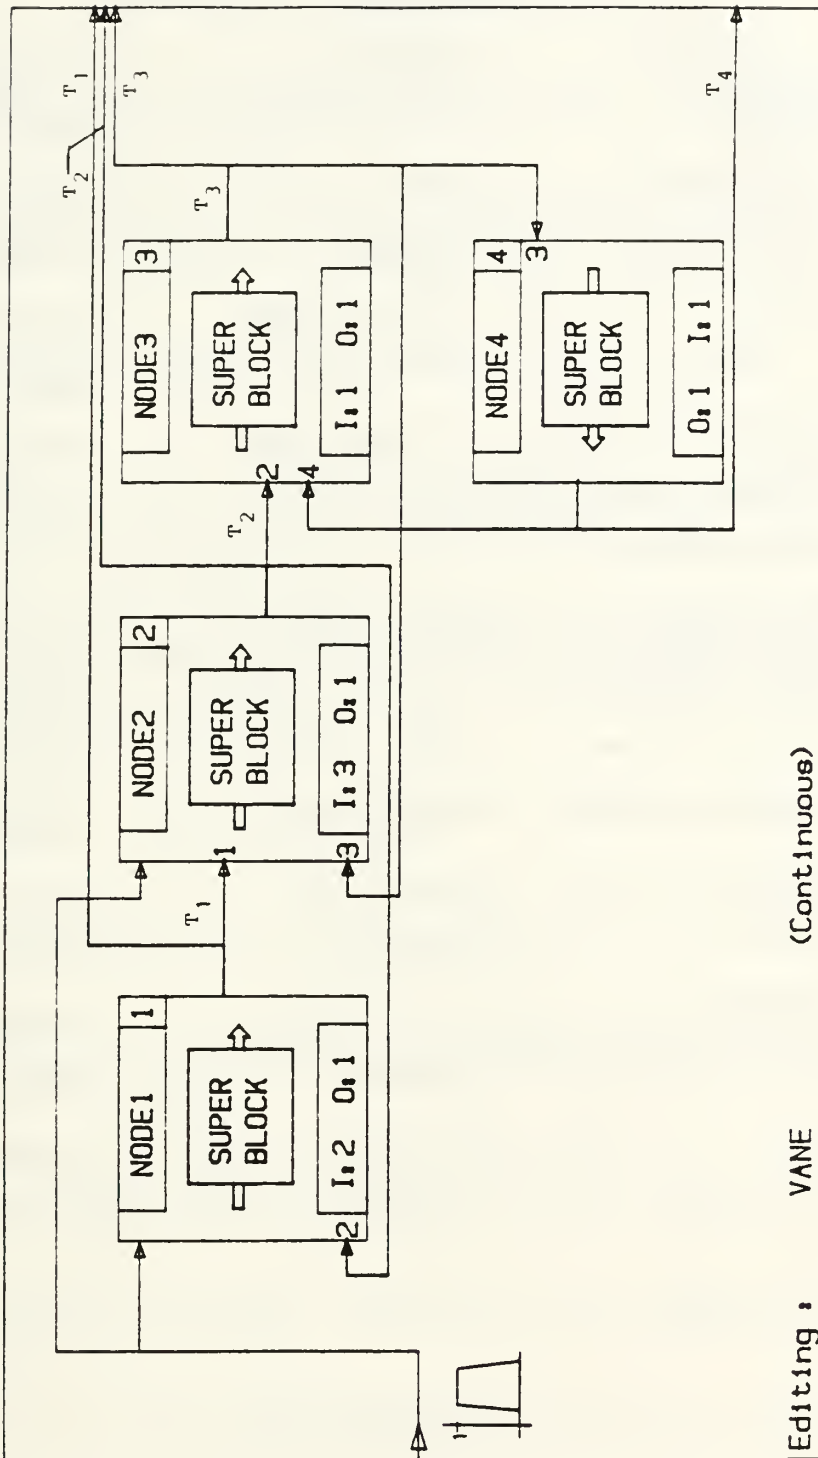 T1
T2
T3
NODE1 1
SUPER
BLOCK
I:2 O:1
2
T1
NODE2 2
1
SUPER
BLOCK
I:3 O:1
3
T2
NODE3 3
2
4
SUPER
BLOCK
I:1 O:1
T3
NODE4 4
3
SUPER
BLOCK
O:1 I:1
T4
1
Editing : VANE (Continuous)